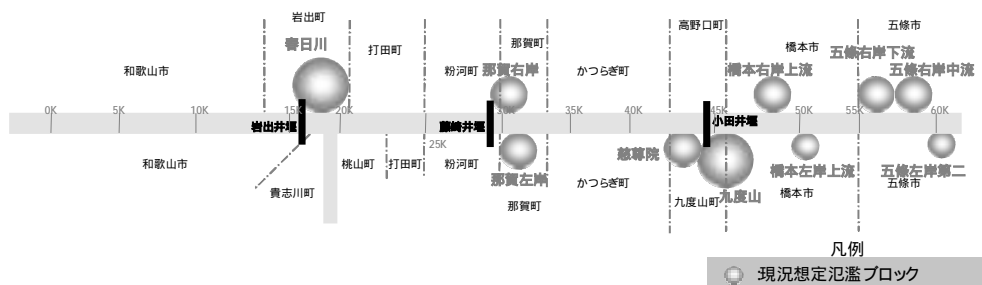 岩出町
那賀町
高野口町
五條市
春日川
打田町
橋本市
五條右岸下流
和歌山市
粉河町
那賀右岸
かつらぎ町
橋本右岸上流
五條右岸中流
0K
5K
10K
15K
20K
25K
30K
35K
40K
45K
50K
55K
60K
岩出井堰
藤崎井堰
小田井堰
和歌山市
桃山町
打田町
粉河町
慈尊院
橋本左岸上流
五條左岸第二
貴志川町
那賀左岸
かつらぎ町
九度山町
九度山
橋本市
五條市
那賀町
凡例
:現況想定氾濫ブロック